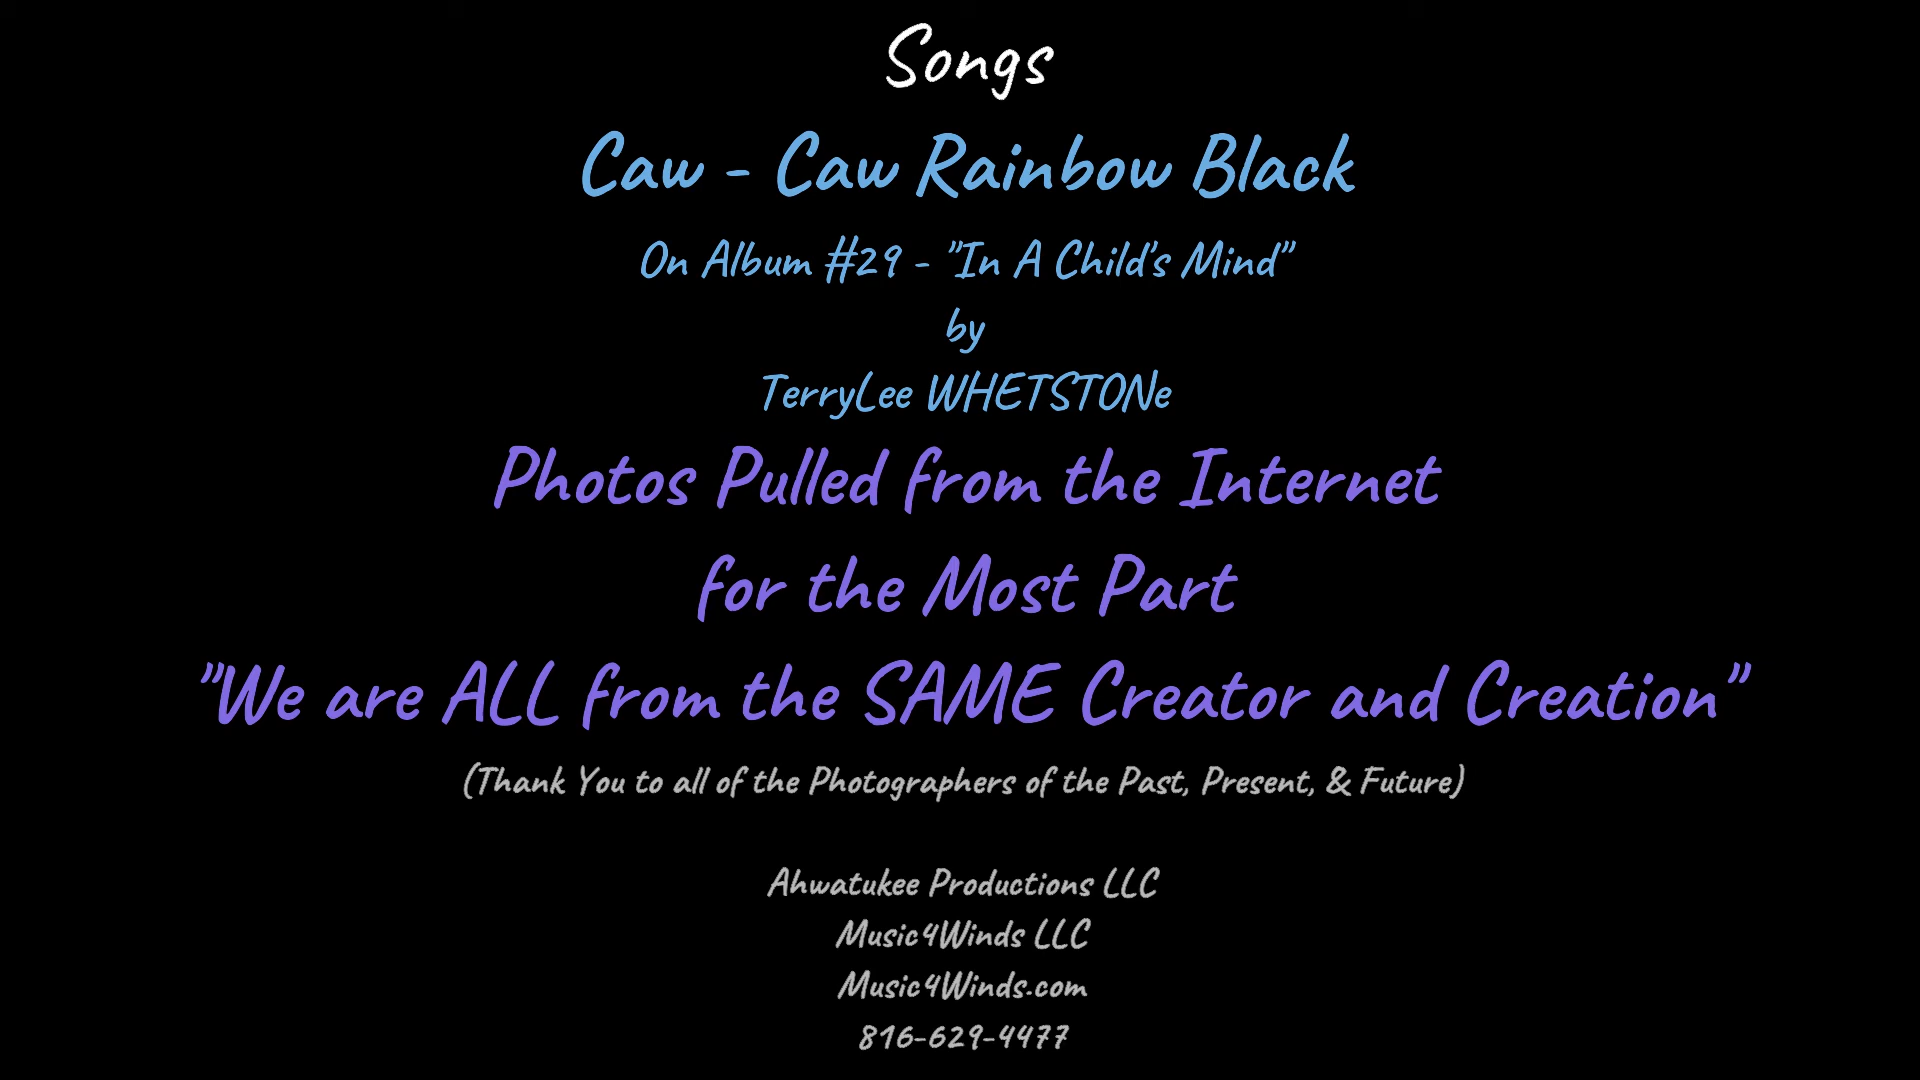 Songs
Caw - Caw Rainbow Black
On Album #29 - "In A Child's Mind"
by
TerryLee WHETSTONe
Photos Pulled from the Internet
for the Most Part
"We are ALL from the SAME Creator and Creation"
(Thank You to all of the Photographers of the Past, Present, & Future)
Ahwatukee Productions LLC
Music4Winds LLC
Music4Winds.com
816-629-4477